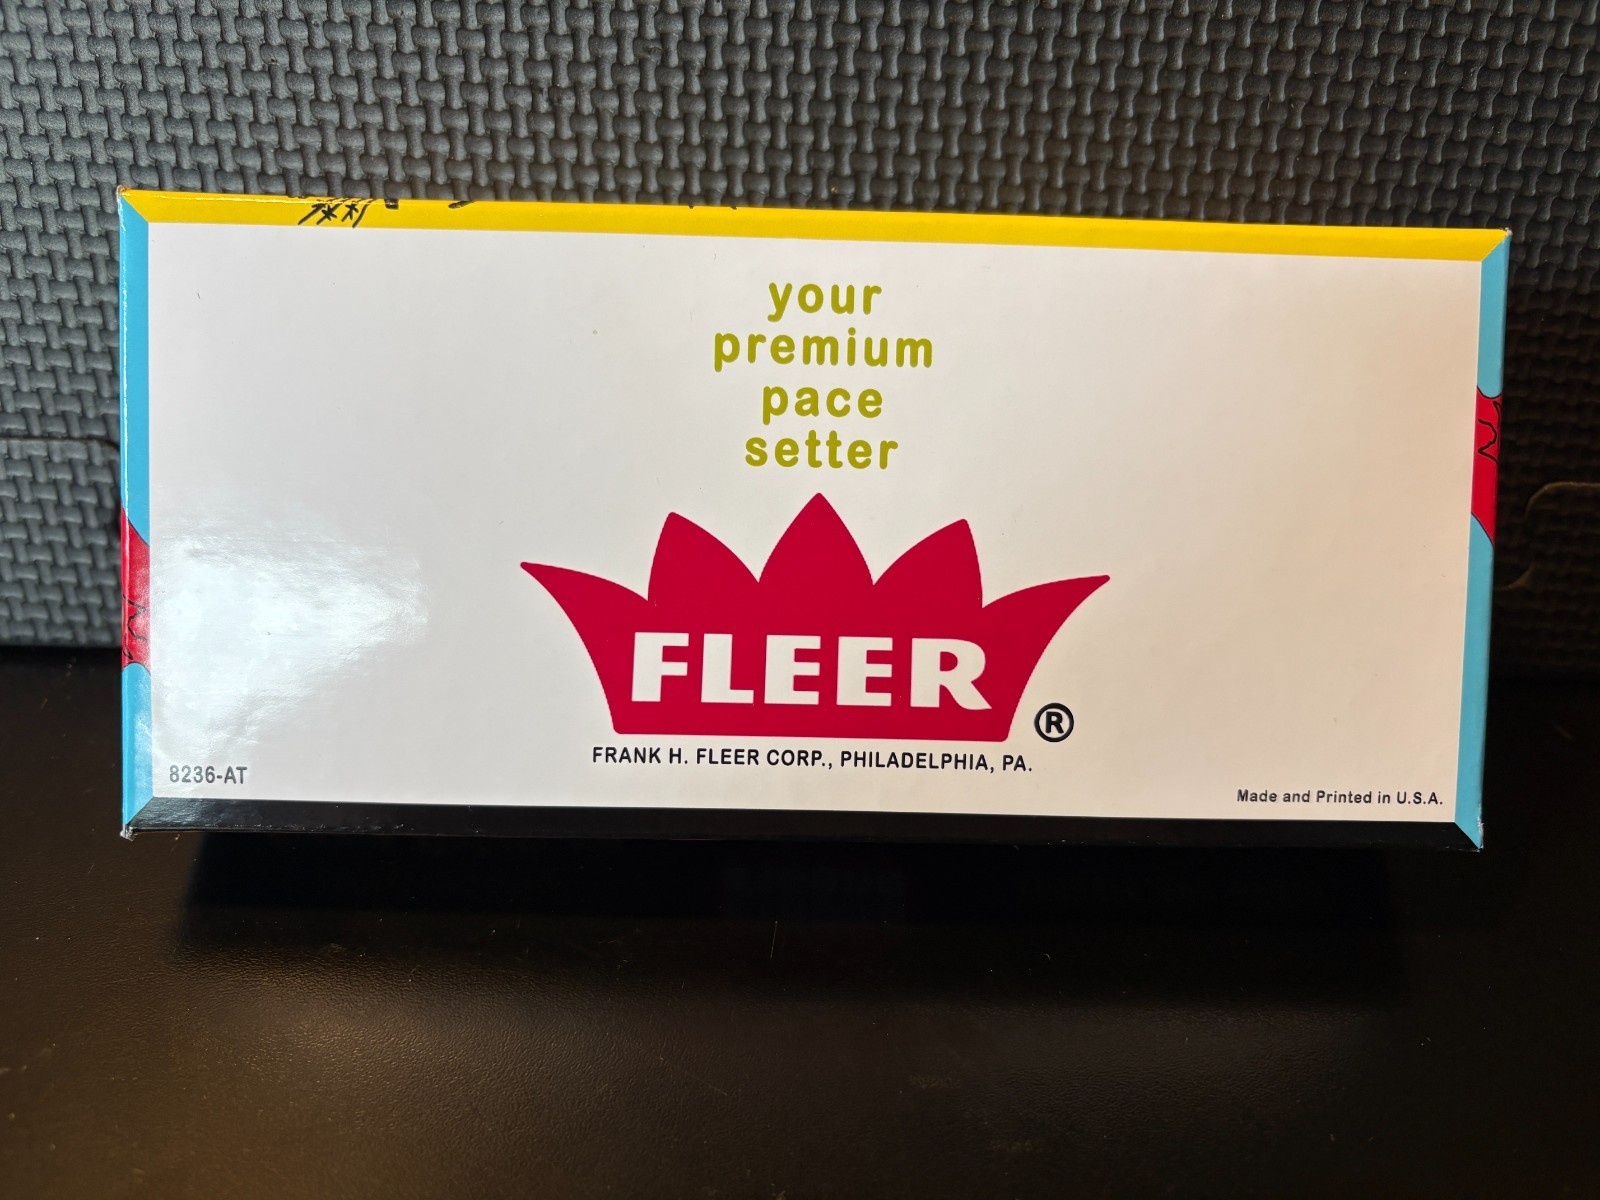 your
premium
pace
setter
FLEER
®
FRANK H. FLEER CORP., PHILADELPHIA, PA.
8236-AT
Made and Printed in U.S.A.